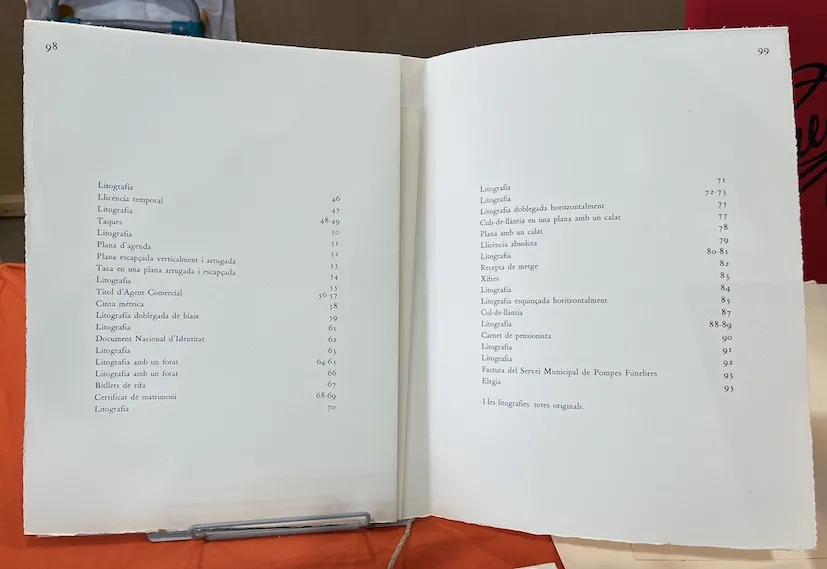 98
Litografia 46
Llicència temporal 47
Litografia 48-49
Taques 50
Litografia 51
Plana d'agenda 52
Plana escapçada verticalment i arrugada 53
Taca en una plana arrugada i escapçada 54
Litografia 55
Títol d'Agent Comercial 56-57
Cinta métrica 58
Litografia doblegada de biaix 59
Litografia 61
Document Nacional d'Identitat 62
Litografia 63
Litografia amb un forat 64-65
Litografia amb un forat 66
Bitllets de rifa 67
Certificat de matrimoni 68-69
Litografia 70
99
Litografia 71
Litografia 72-73
Litografia doblegada horitzontalment 75
Culs-de-llàntia en una plana amb un calat 77
Plana amb un calat 78
Llicència absoluta 79
Litografia 80-81
Recepta de metge 82
Xifres 83
Litografia 84
Litografia esquinçada horitzontalment 85
Cul-de-llàntia 87
Litografia 88-89
Carnet de pensionista 90
Litografia 91
Litografia 92
Factura del Servei Municipal de Pompes Fúnebres 93
Elegia 95
I les litografies totes originals.